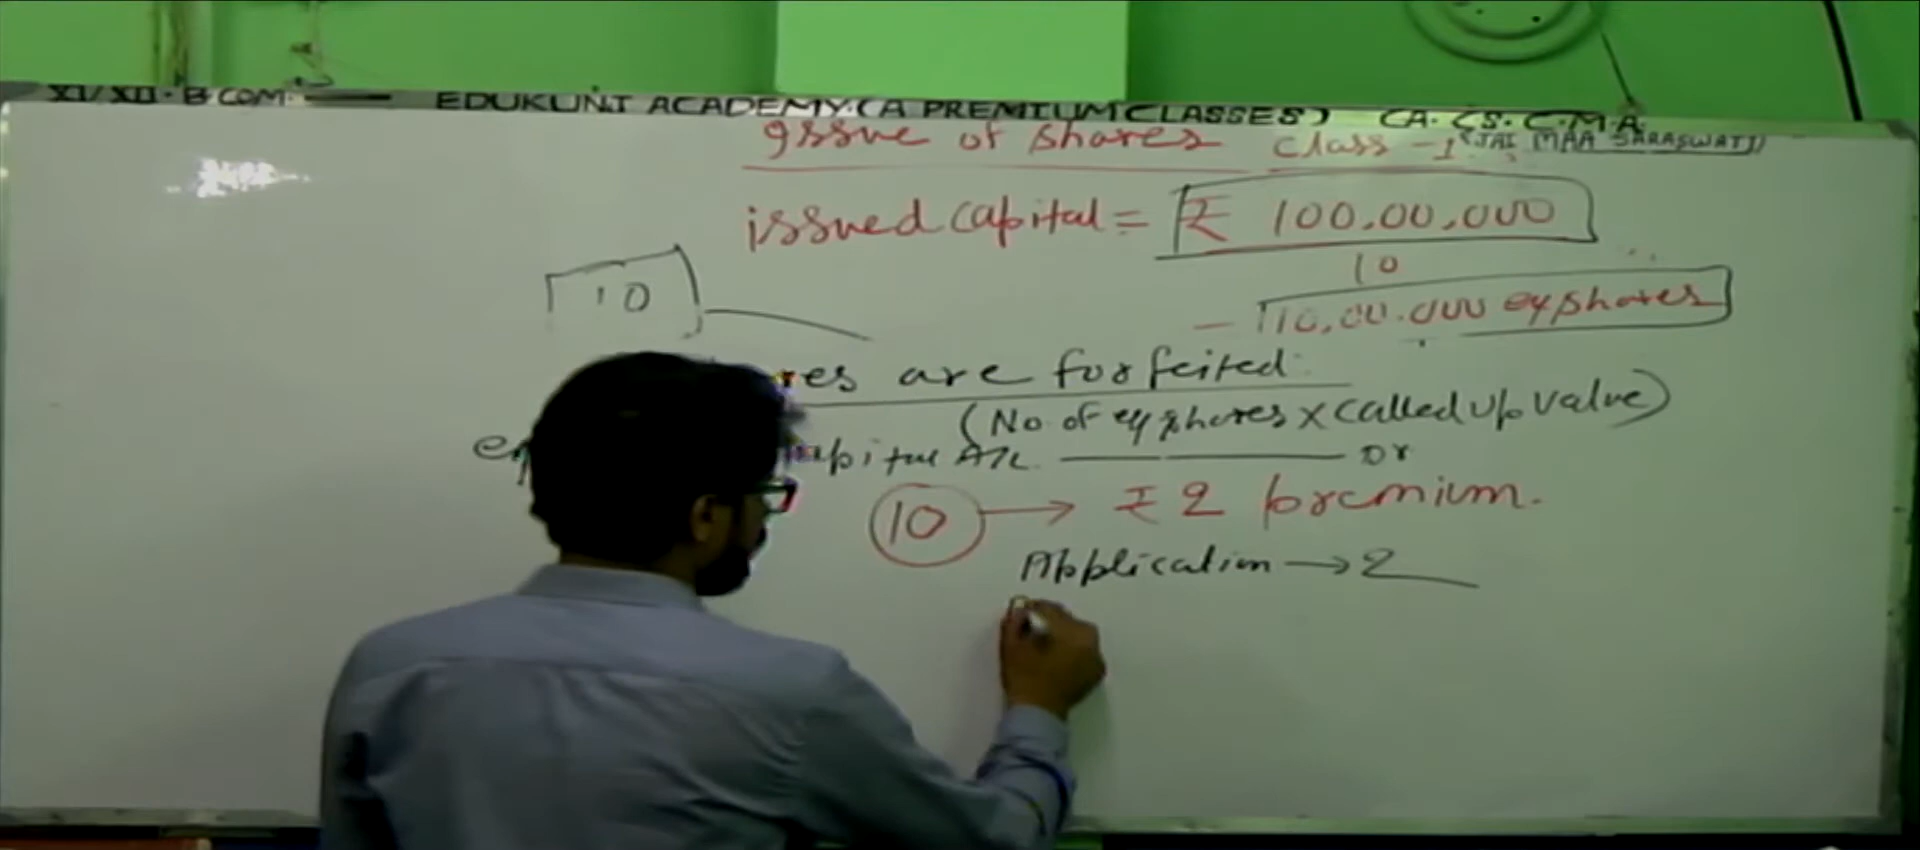 XI/XII. B.COM. — EDUKUNT ACADEMY.(A PREMIUM CLASSES) CA. CS. C.M.A
Issue of shares class -1 (JAI MAA SARASWATI)
issued capital = ₹ 100,00,000
10
10 - 10,00,000 eq shares
res are forfeited.
(No. of eq shares x called up value)
apital A/c. or
10 → ₹ 2 premium.
Application → 2